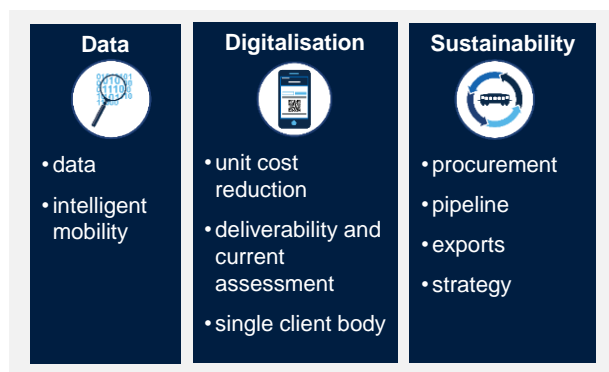 Data
• data
• intelligent
mobility
Digitalisation
• unit cost
reduction
• deliverability and
current
assessment
• single client body
Sustainability
• procurement
• pipeline
• exports
• strategy